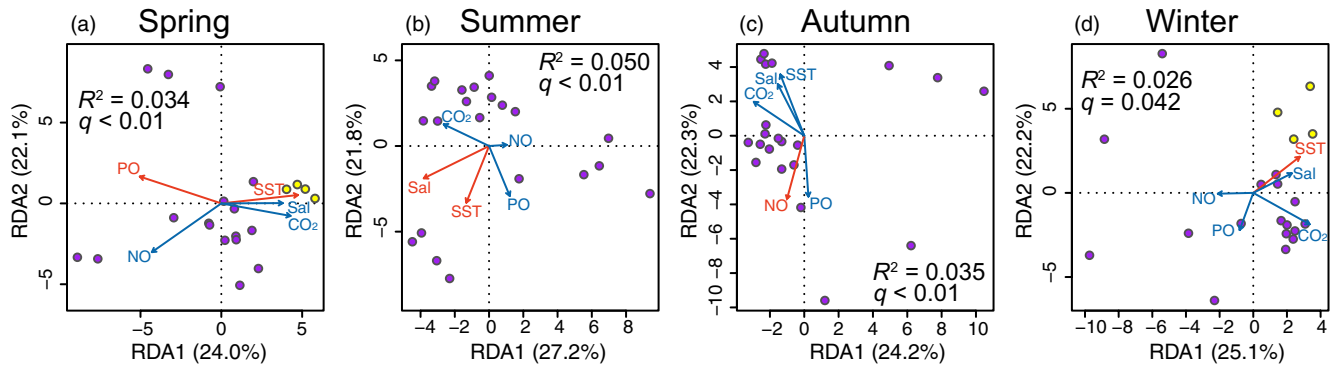 (a) Spring
R² = 0.034
q < 0.01
PO
SST
Sal
CO₂
NO
5
0
−5
RDA2 (22.1%)
−5 0 5
RDA1 (24.0%)
(b) Summer
R² = 0.050
q < 0.01
CO₂
NO
Sal
SST
PO
5
0
−5
RDA2 (21.8%)
−4 −2 0 2 4 6 8
RDA1 (27.2%)
(c) Autumn
Sal SST
CO₂
NO
PO
R² = 0.035
q < 0.01
4
2
0
−2
−4
−6
−8
−10
RDA2 (22.3%)
−2 0 2 4 6 8 10
RDA1 (24.2%)
(d) Winter
R² = 0.026
q = 0.042
SST
Sal
NO
PO
CO₂
5
0
−5
RDA2 (22.2%)
−10 −8 −6 −4 −2 0 2 4
RDA1 (25.1%)